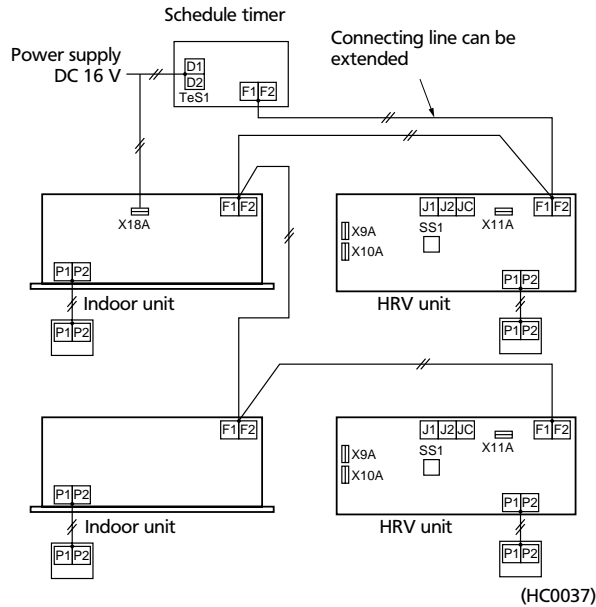 Schedule timer
Power supply
DC 16 V
D1
D2
TeS1
F1 F2
Connecting line can be
extended
X18A
F1 F2
P1 P2
Indoor unit
P1 P2
J1 J2 JC
SS1
X11A
F1 F2
X9A
X10A
P1 P2
HRV unit
P1 P2
F1 F2
P1 P2
Indoor unit
P1 P2
J1 J2 JC
SS1
X11A
F1 F2
X9A
X10A
P1 P2
HRV unit
P1 P2
(HC0037)